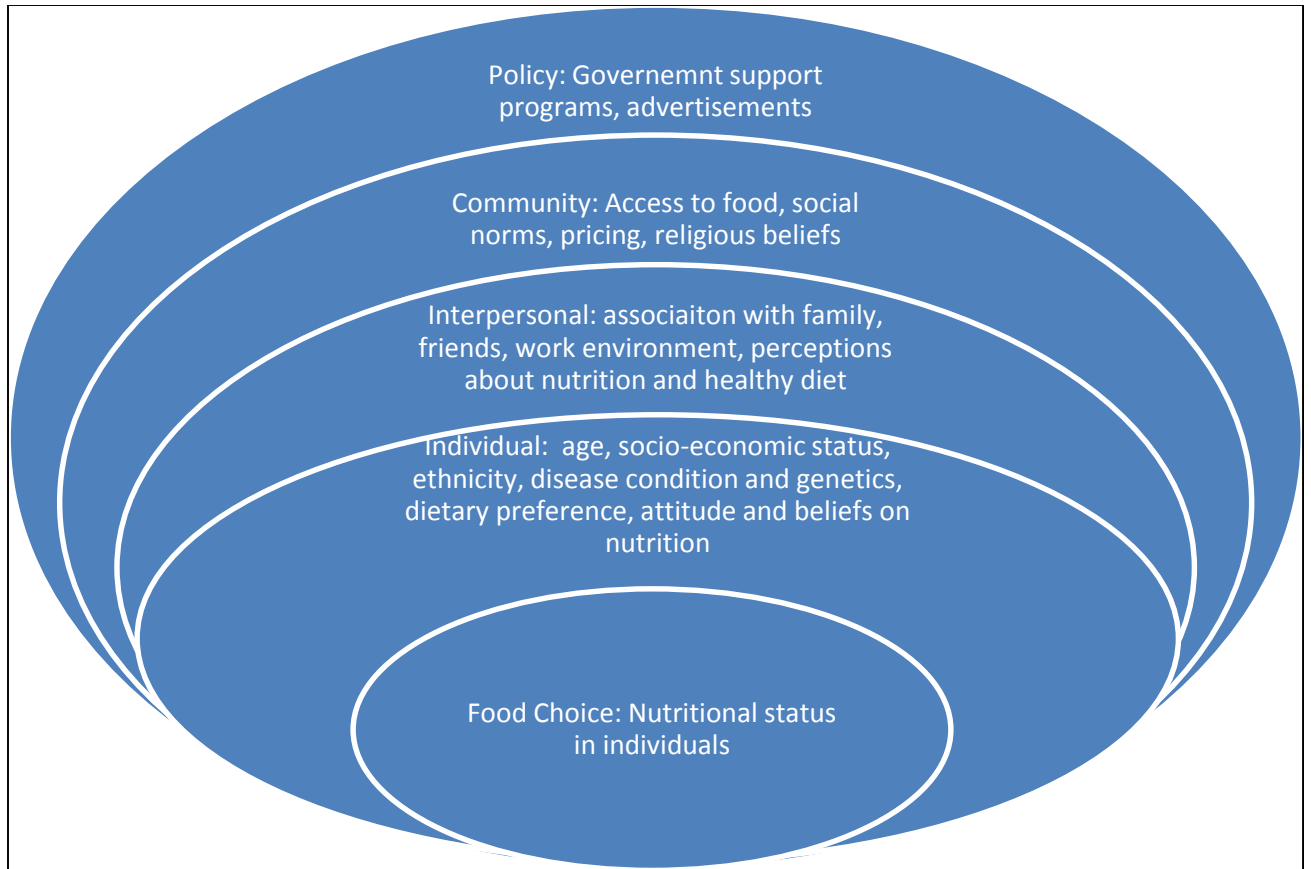 Policy: Governemnt support
programs, advertisements
Community: Access to food, social
norms, pricing, religious beliefs
Interpersonal: associaiton with family,
friends, work environment, perceptions
about nutrition and healthy diet
Individual:  age, socio-economic status,
ethnicity, disease condition and genetics,
dietary preference, attitude and beliefs on
nutrition
Food Choice: Nutritional status
in individuals